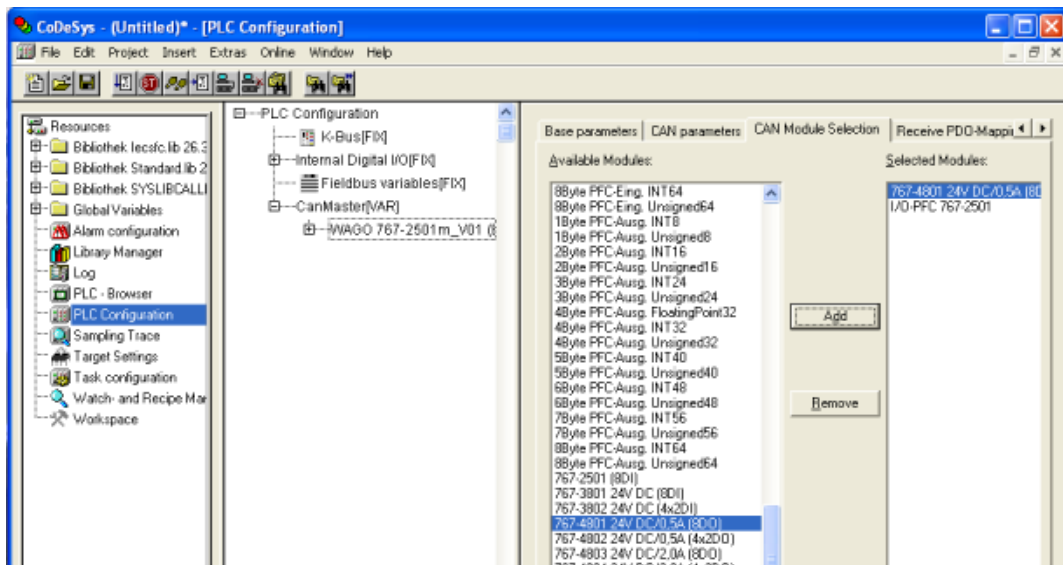 CoDeSys - (Untitled)* - [PLC Configuration]
File Edit Project Insert Extras Online Window Help
Resources
Bibliothek Iecsfc.lib 26.3
Bibliothek Standard.lib 2
Bibliothek SYSLIBCALLI
Global Variables
Alarm configuration
Library Manager
Log
PLC - Browser
PLC Configuration
Sampling Trace
Target Settings
Task configuration
Watch- and Recipe Mar
Workspace
PLC Configuration
K-Bus[FIX]
Internal Digital I/O[FIX]
Fieldbus variables[FIX]
CanMaster[VAR]
WAGO 767-2501m_V01 (
Base parameters CAN parameters CAN Module Selection Receive PDO-Mappi
Available Modules:
8Byte PFC-Eing. INT64
8Byte PFC-Eing. Unsigned64
1Byte PFC-Ausg. INT8
1Byte PFC-Ausg. Unsigned8
2Byte PFC-Ausg. INT16
2Byte PFC-Ausg. Unsigned16
3Byte PFC-Ausg. INT24
3Byte PFC-Ausg. Unsigned24
4Byte PFC-Ausg. FloatingPoint32
4Byte PFC-Ausg. INT32
4Byte PFC-Ausg. Unsigned32
5Byte PFC-Ausg. INT40
5Byte PFC-Ausg. Unsigned40
6Byte PFC-Ausg. INT48
6Byte PFC-Ausg. Unsigned48
7Byte PFC-Ausg. INT56
7Byte PFC-Ausg. Unsigned56
8Byte PFC-Ausg. INT64
8Byte PFC-Ausg. Unsigned64
767-2501 (8DI)
767-3801 24V DC (8DI)
767-3802 24V DC (4x2DI)
767-4801 24V DC/0,5A (8DO)
767-4802 24V DC/0,5A (4x2DO)
767-4803 24V DC/2,0A (8DO)
Add
Remove
Selected Modules:
767-4801 24V DC/0,5A (8D
I/O-PFC 767-2501